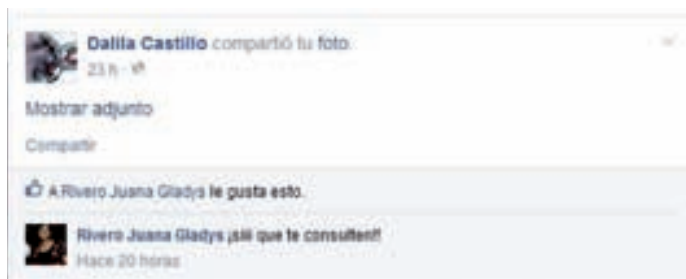 Dalila Castillo compartió tu foto.
23 h ·
Mostrar adjunto
Compartir
A Rivero Juana Gladys le gusta esto.
Rivero Juana Gladys ¡siii que te consulten!!
Hace 20 horas